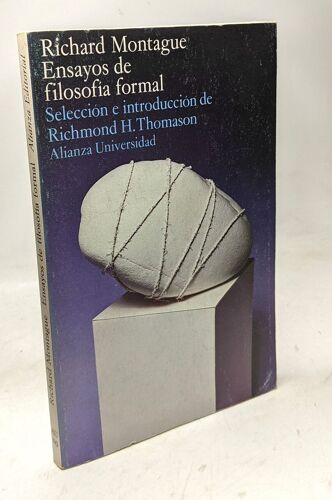 Richard Montague
Ensayos de
filosofía formal
Selección e introducción de
Richmond H. Thomason
Alianza Universidad
Richard Montague Ensayos de filosofía formal Alianza Editorial